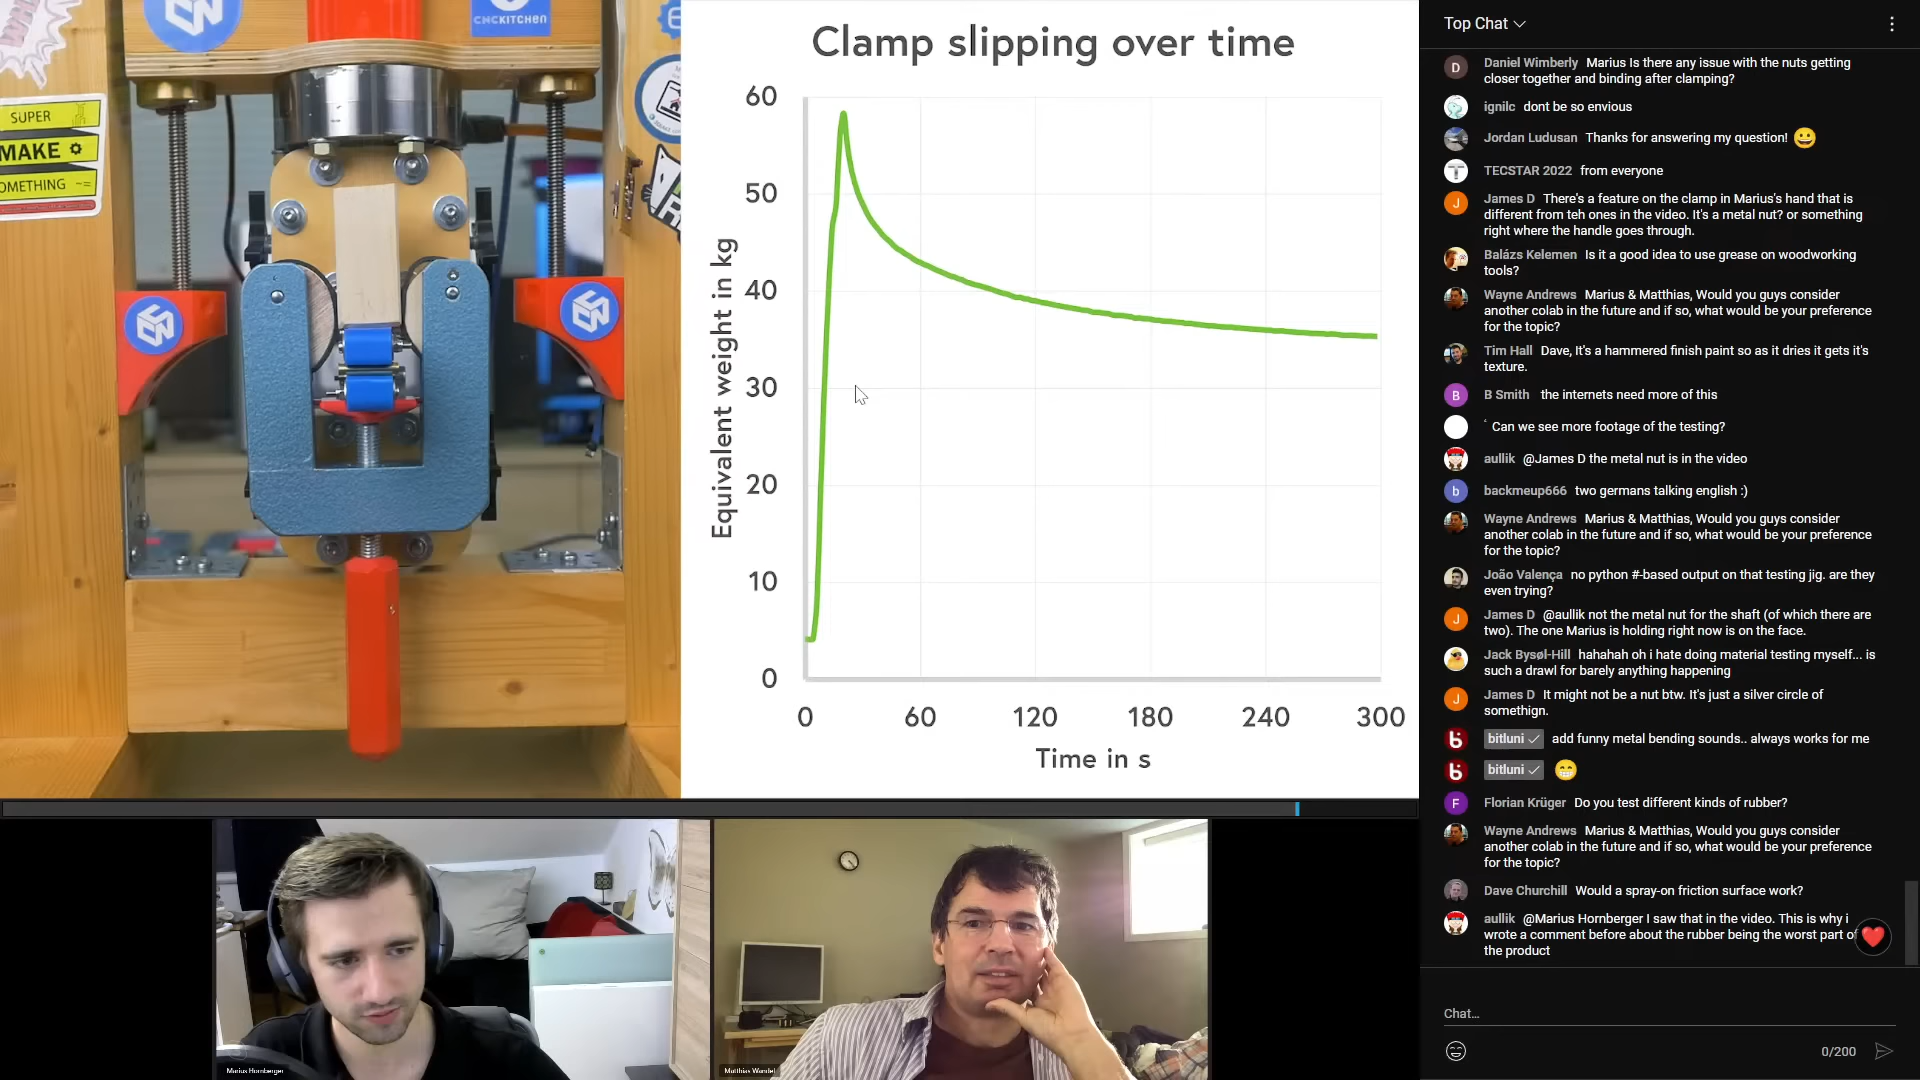 CNCKITCHEN
SUPER
MAKE
OMETHING
Clamp slipping over time
Equivalent weight in kg
60
50
40
30
20
10
0
0 60 120 180 240 300
Time in s
Marius Hornberger
Matthias Wandel
Top Chat
D
Daniel Wimberly Marius Is there any issue with the nuts getting
closer together and binding after clamping?
ignilc dont be so envious
Jordan Ludusan Thanks for answering my question! 😀
TECSTAR 2022 from everyone
J
James D There's a feature on the clamp in Marius's hand that is
different from teh ones in the video. It's a metal nut? or something
right where the handle goes through.
Balázs Kelemen Is it a good idea to use grease on woodworking
tools?
Wayne Andrews Marius & Matthias, Would you guys consider
another colab in the future and if so, what would be your preference
for the topic?
Tim Hall Dave, It's a hammered finish paint so as it dries it gets it's
texture.
B
B Smith the internets need more of this
‘ Can we see more footage of the testing?
aullik @James D the metal nut is in the video
b
backmeup666 two germans talking english :)
Wayne Andrews Marius & Matthias, Would you guys consider
another colab in the future and if so, what would be your preference
for the topic?
João Valença no python #-based output on that testing jig. are they
even trying?
J
James D @aullik not the metal nut for the shaft (of which there are
two). The one Marius is holding right now is on the face.
Jack Bysøl-Hill hahahah oh i hate doing material testing myself... is
such a drawl for barely anything happening
J
James D It might not be a nut btw. It's just a silver circle of
somethign.
bitluni ✓ add funny metal bending sounds.. always works for me
bitluni ✓ 😁
F
Florian Krüger Do you test different kinds of rubber?
Wayne Andrews Marius & Matthias, Would you guys consider
another colab in the future and if so, what would be your preference
for the topic?
Dave Churchill Would a spray-on friction surface work?
aullik @Marius Hornberger I saw that in the video. This is why i
wrote a comment before about the rubber being the worst part of
the product
Chat...
0/200